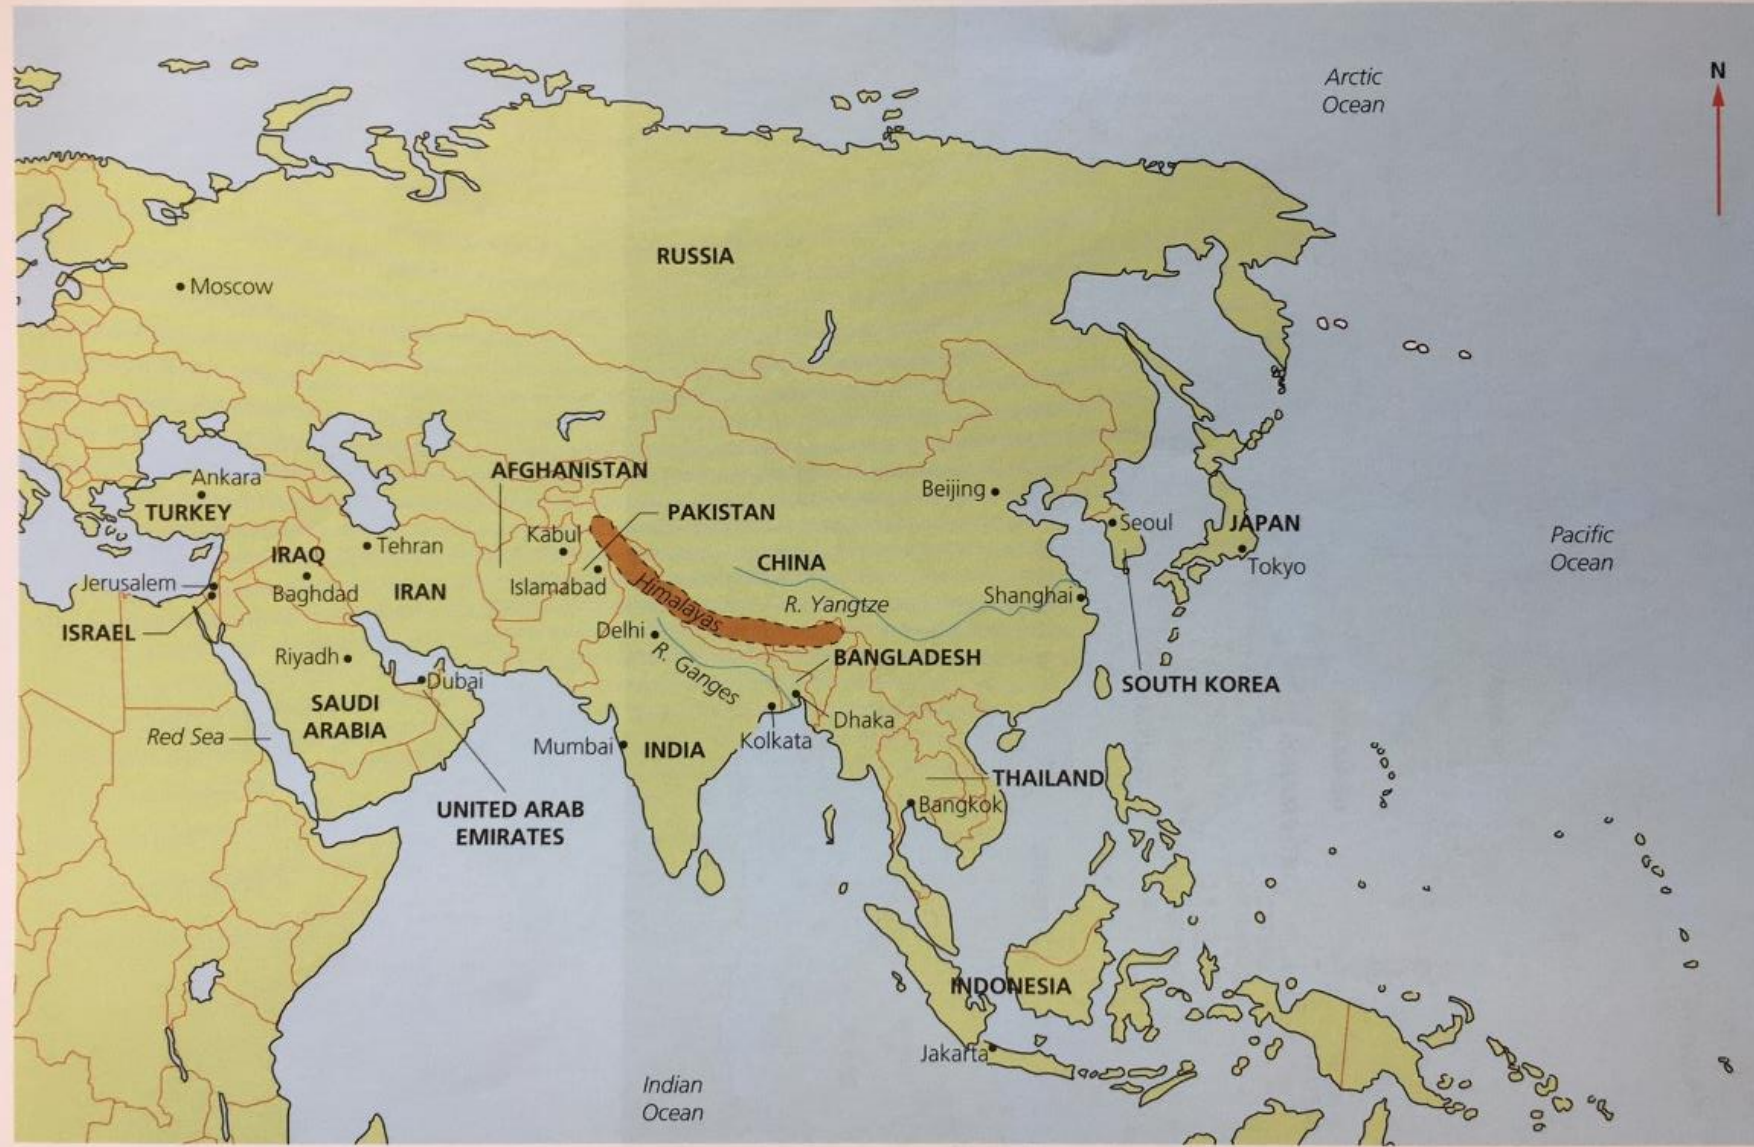 Arctic
Ocean
N
RUSSIA
Moscow
AFGHANISTAN
Ankara
Beijing
TURKEY
PAKISTAN
Seoul
JAPAN
Kabul
Tehran
IRAQ
Pacific
Ocean
CHINA
Tokyo
Jerusalem
Baghdad
IRAN
Islamabad
Himalayas
R. Yangtze
Shanghai
ISRAEL
Delhi
Riyadh
R. Ganges
BANGLADESH
Dubai
SOUTH KOREA
SAUDI
ARABIA
Dhaka
Red Sea
Mumbai
INDIA
Kolkata
THAILAND
Bangkok
UNITED ARAB
EMIRATES
INDONESIA
Jakarta
Indian
Ocean